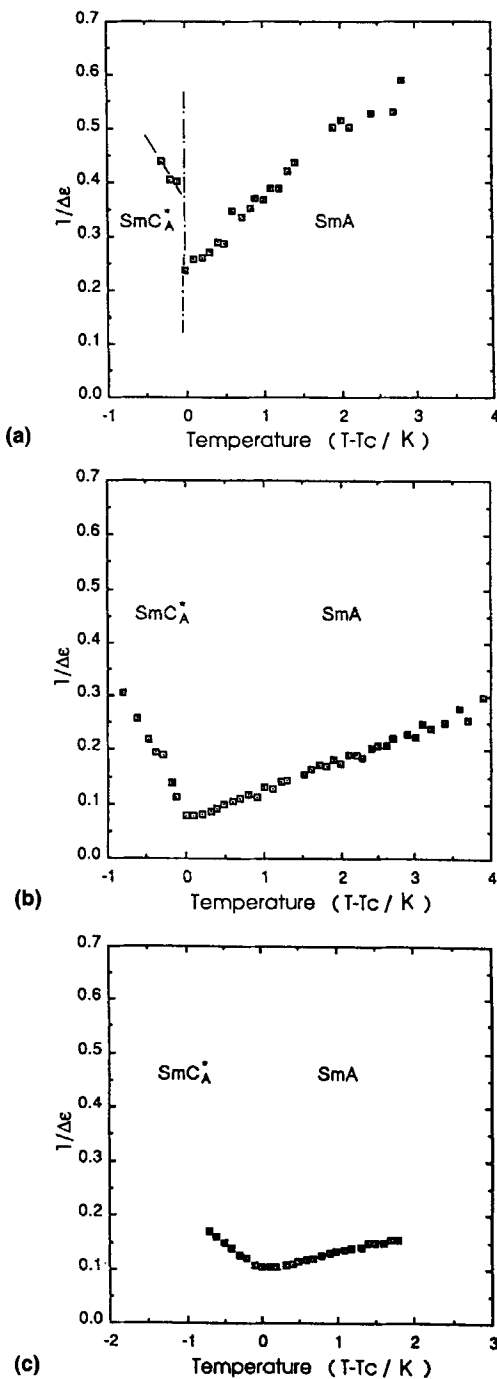 0.7
0.6
0.5
0.4
0.3
0.2
0.1
0.0
1/Δε
SmC*A
SmA
-1 0 1 2 3 4
(a)
Temperature (T-Tc / K)
0.7
0.6
0.5
0.4
0.3
0.2
0.1
0.0
1/Δε
SmC*A
SmA
-1 0 1 2 3 4
(b)
Temperature (T-Tc / K)
0.7
0.6
0.5
0.4
0.3
0.2
0.1
0.0
1/Δε
SmC*A
SmA
-2 -1 0 1 2 3
(c)
Temperature (T-Tc / K)